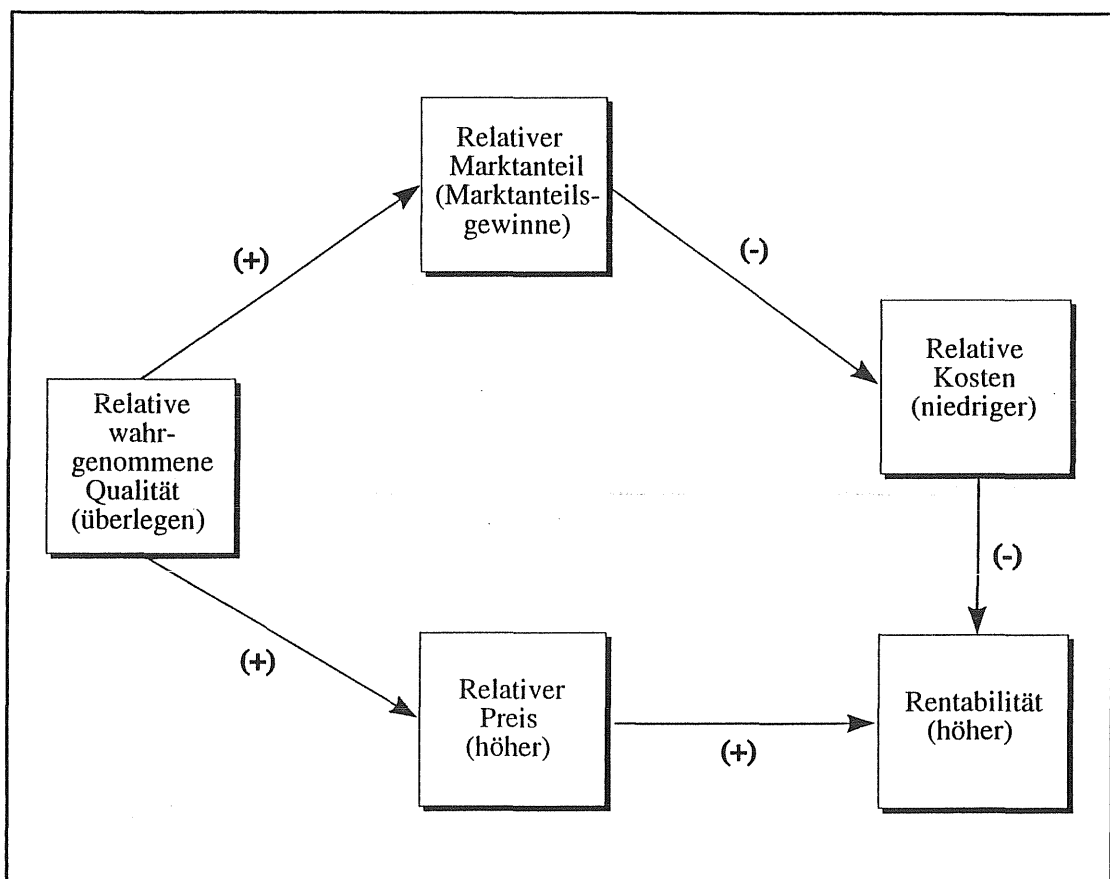 Relativer
Marktanteil
(Marktanteils-
gewinne)
(+)
(-)
Relative
Kosten
(niedriger)
Relative
wahr-
genommene
Qualität
(überlegen)
(-)
(+)
Relativer
Preis
(höher)
(+)
Rentabilität
(höher)